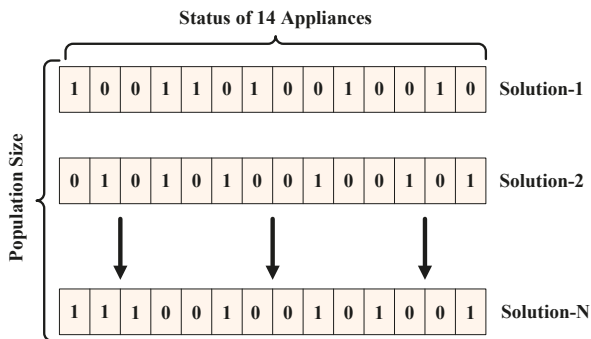 Status of 14 Appliances
Population Size
1 0 0 1 1 0 1 0 0 1 0 0 1 0 Solution-1
0 1 0 1 0 1 0 0 1 0 0 1 0 1 Solution-2
1 1 1 0 0 1 0 0 1 0 1 0 0 1 Solution-N